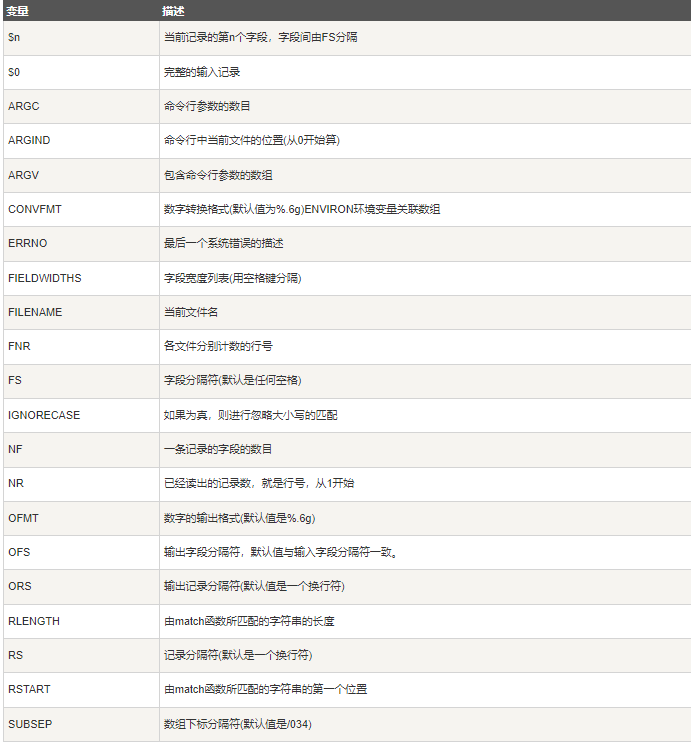 变量 描述
$n 当前记录的第n个字段，字段间由FS分隔
$0 完整的输入记录
ARGC 命令行参数的数目
ARGIND 命令行中当前文件的位置(从0开始算)
ARGV 包含命令行参数的数组
CONVFMT 数字转换格式(默认值为%.6g)ENVIRON环境变量关联数组
ERRNO 最后一个系统错误的描述
FIELDWIDTHS 字段宽度列表(用空格键分隔)
FILENAME 当前文件名
FNR 各文件分别计数的行号
FS 字段分隔符(默认是任何空格)
IGNORECASE 如果为真，则进行忽略大小写的匹配
NF 一条记录的字段的数目
NR 已经读出的记录数，就是行号，从1开始
OFMT 数字的输出格式(默认值是%.6g)
OFS 输出字段分隔符，默认值与输入字段分隔符一致。
ORS 输出记录分隔符(默认值是一个换行符)
RLENGTH 由match函数所匹配的字符串的长度
RS 记录分隔符(默认是一个换行符)
RSTART 由match函数所匹配的字符串的第一个位置
SUBSEP 数组下标分隔符(默认值是/034)